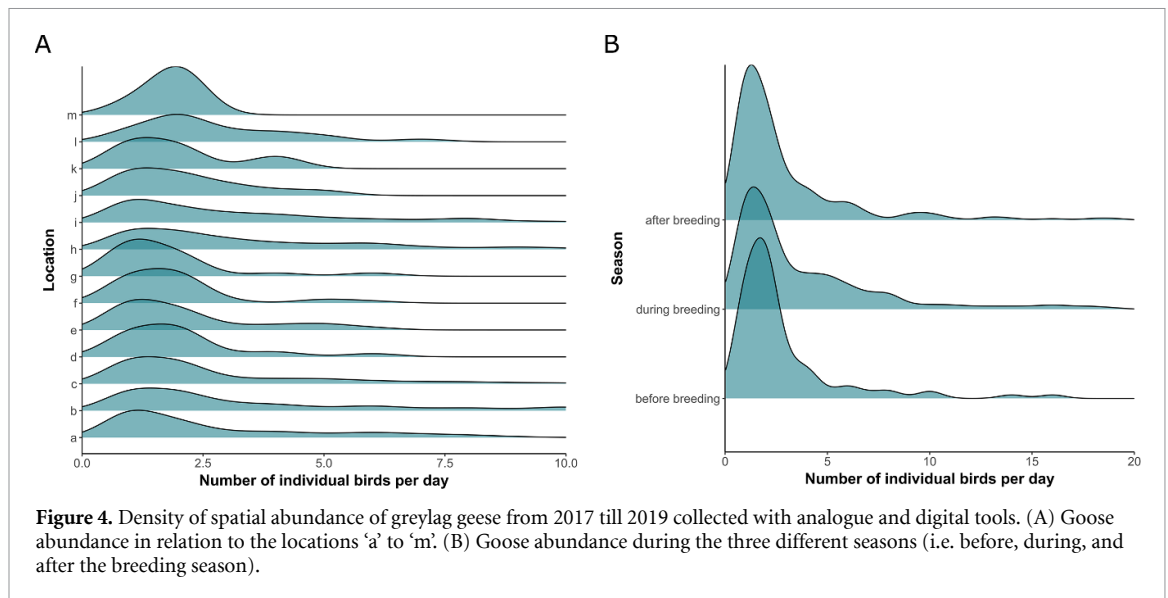 A
B
Location
m
l
k
j
i
h
g
f
e
d
c
b
a
0.0 2.5 5.0 7.5 10.0
Number of individual birds per day
Season
after breeding
during breeding
before breeding
0 5 10 15 20
Number of individual birds per day
Figure 4. Density of spatial abundance of greylag geese from 2017 till 2019 collected with analogue and digital tools. (A) Goose
abundance in relation to the locations ‘a’ to ‘m’. (B) Goose abundance during the three different seasons (i.e. before, during, and
after the breeding season).